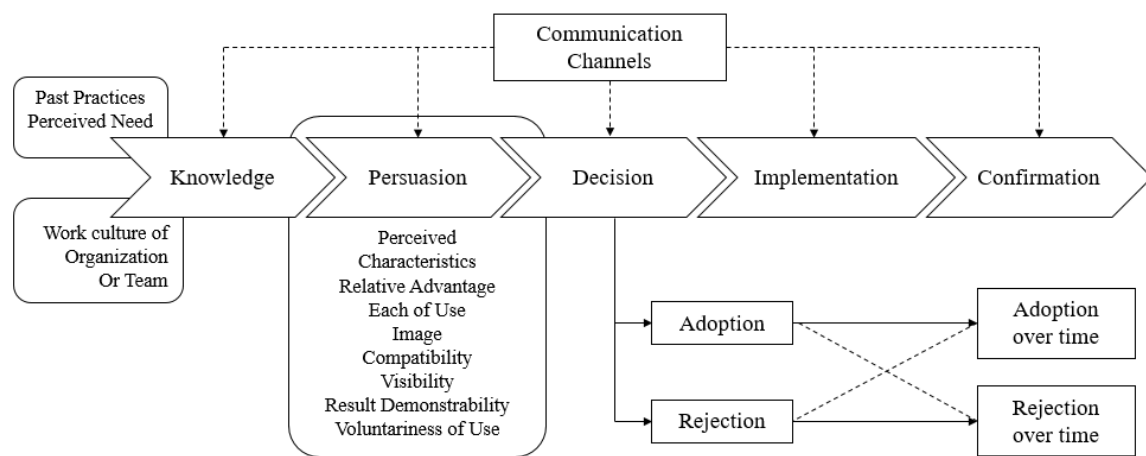 Communication
Channels
Past Practices
Perceived Need
Knowledge
Persuasion
Decision
Implementation
Confirmation
Work culture of
Organization
Or Team
Perceived
Characteristics
Relative Advantage
Each of Use
Image
Compatibility
Visibility
Result Demonstrability
Voluntariness of Use
Adoption
Adoption
over time
Rejection
Rejection
over time